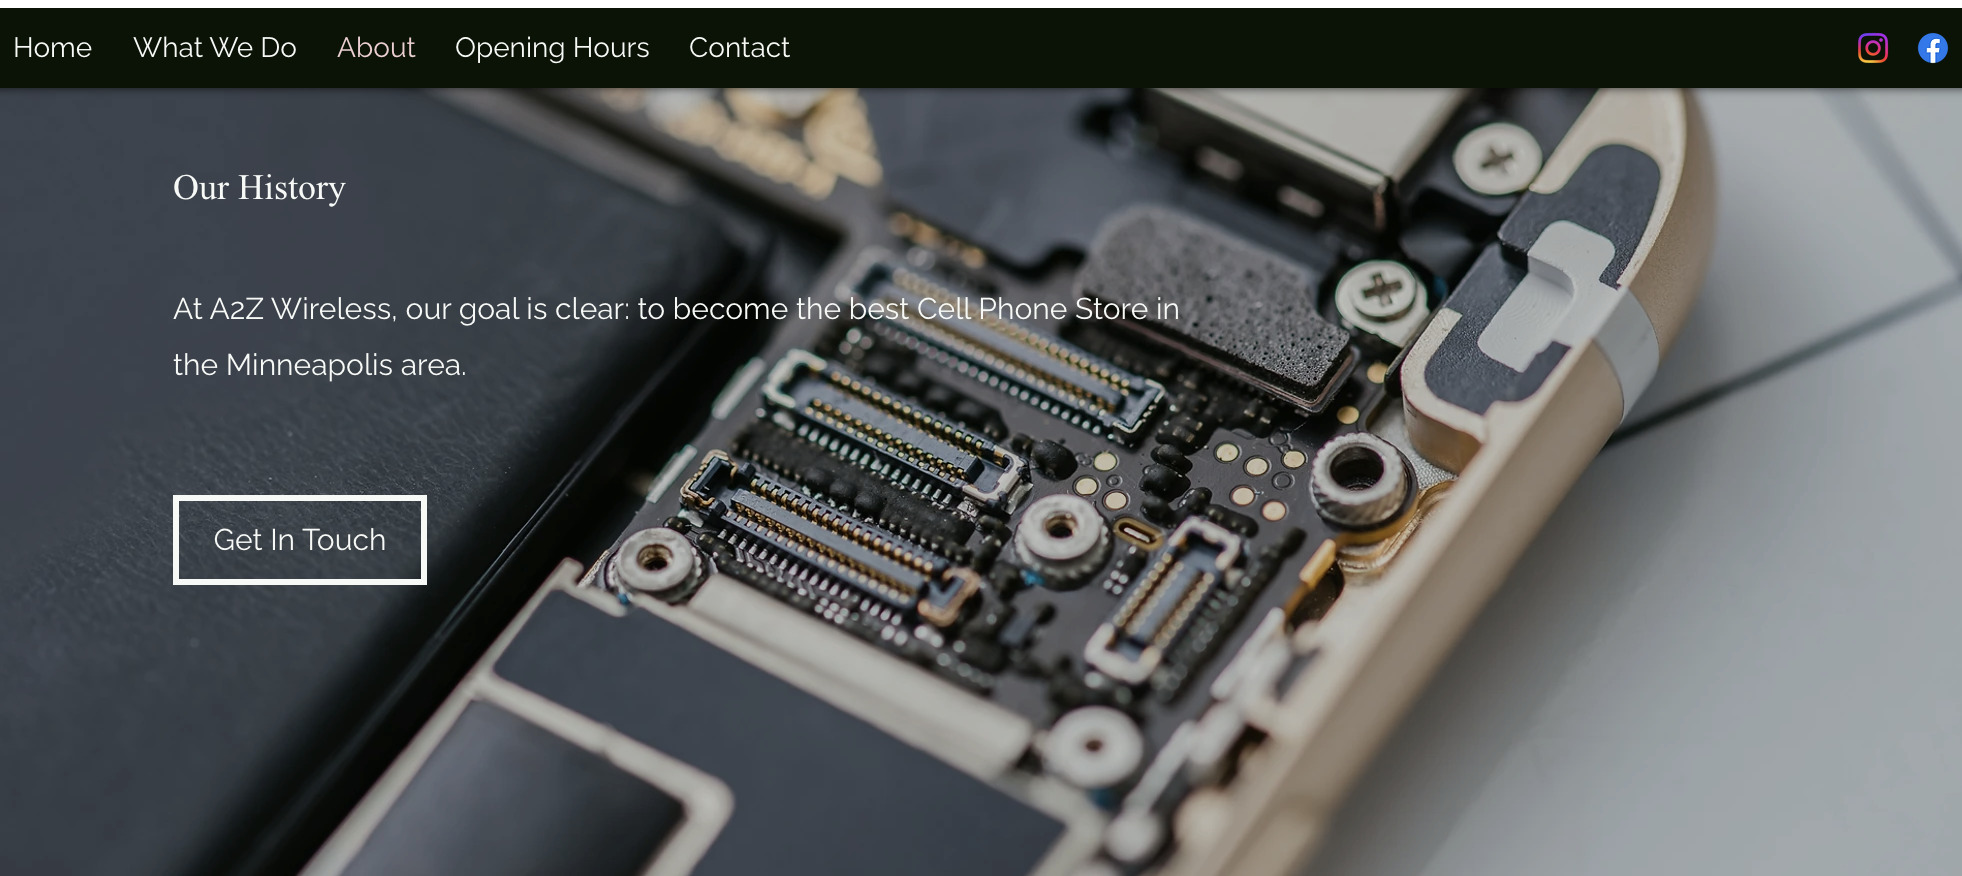 Home What We Do About Opening Hours Contact
Our History
At A2Z Wireless, our goal is clear: to become the best Cell Phone Store in
the Minneapolis area.
Get In Touch